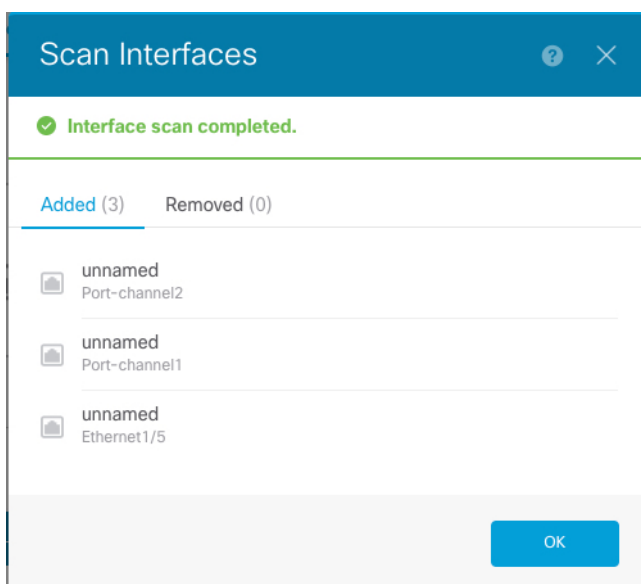 Scan Interfaces
Interface scan completed.
Added (3) Removed (0)
unnamed
Port-channel2
unnamed
Port-channel1
unnamed
Ethernet1/5
OK